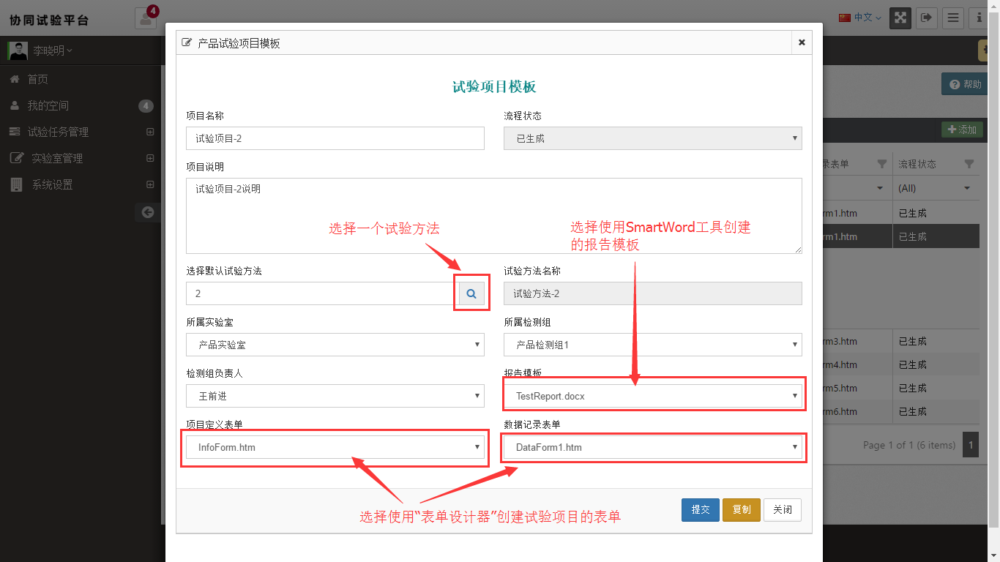 协同试验平台
4
中文
李晓明
首页
我的空间
4
试验任务管理
实验室管理
系统设置
帮助
添加
产品试验项目模板
试验项目模板
项目名称
流程状态
试验项目-2
已生成
项目说明
试验项目-2说明
选择一个试验方法
选择使用SmartWord工具创建
的报告模板
选择默认试验方法
试验方法名称
2
试验方法-2
所属实验室
所属检测组
产品实验室
产品检测组1
检测组负责人
报告模板
王前进
TestReport.docx
项目定义表单
数据记录表单
InfoForm.htm
DataForm1.htm
选择使用“表单设计器”创建试验项目的表单
提交
复制
关闭
录表单
流程状态
(All)
rm1.htm
已生成
rm1.htm
已生成
rm3.htm
已生成
rm4.htm
已生成
rm5.htm
已生成
rm6.htm
已生成
Page 1 of 1 (6 items)
1